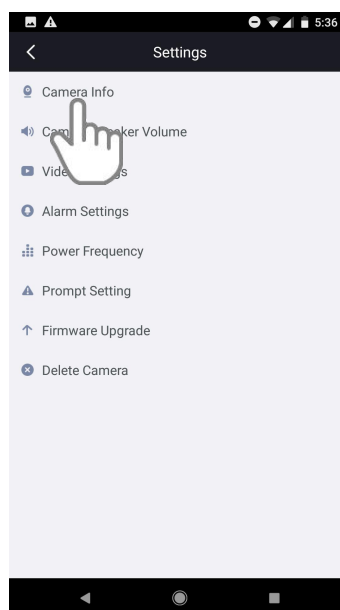 5:36
Settings
Camera Info
Volume
Alarm Settings
Power Frequency
Prompt Setting
Firmware Upgrade
Delete Camera